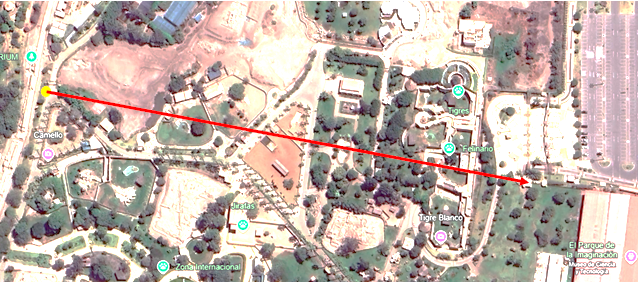 RIUM
Tigres
Camello
Felinario
Jirafas
Tigre Blanco
Zona Internacional
El Parque de
la Imaginación
Museo de Ciencia
y Tecnología